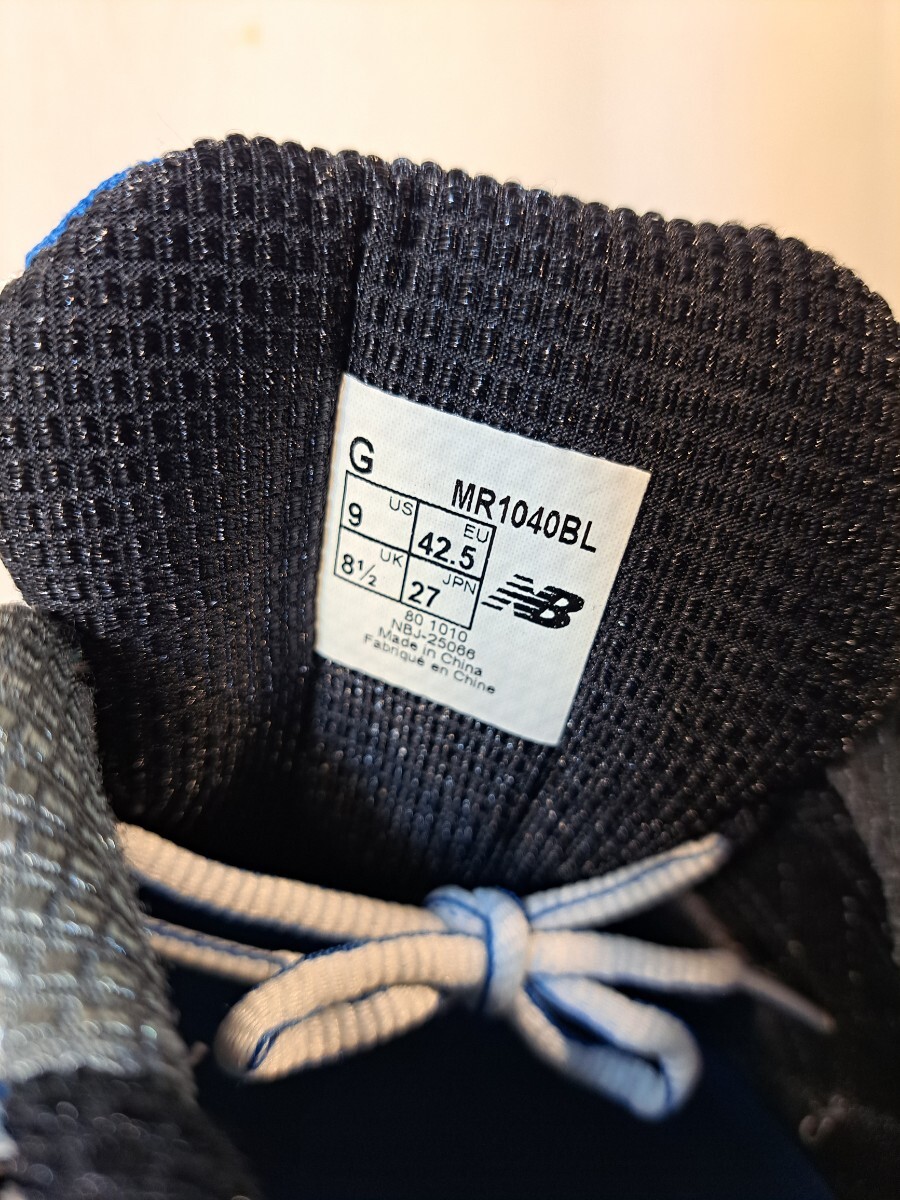 G
MR1040BL
9 US 42.5 EU
8½ UK 27 JPN
NB
80 1010
NBJ-25066
Made in China
Fabriqué en Chine